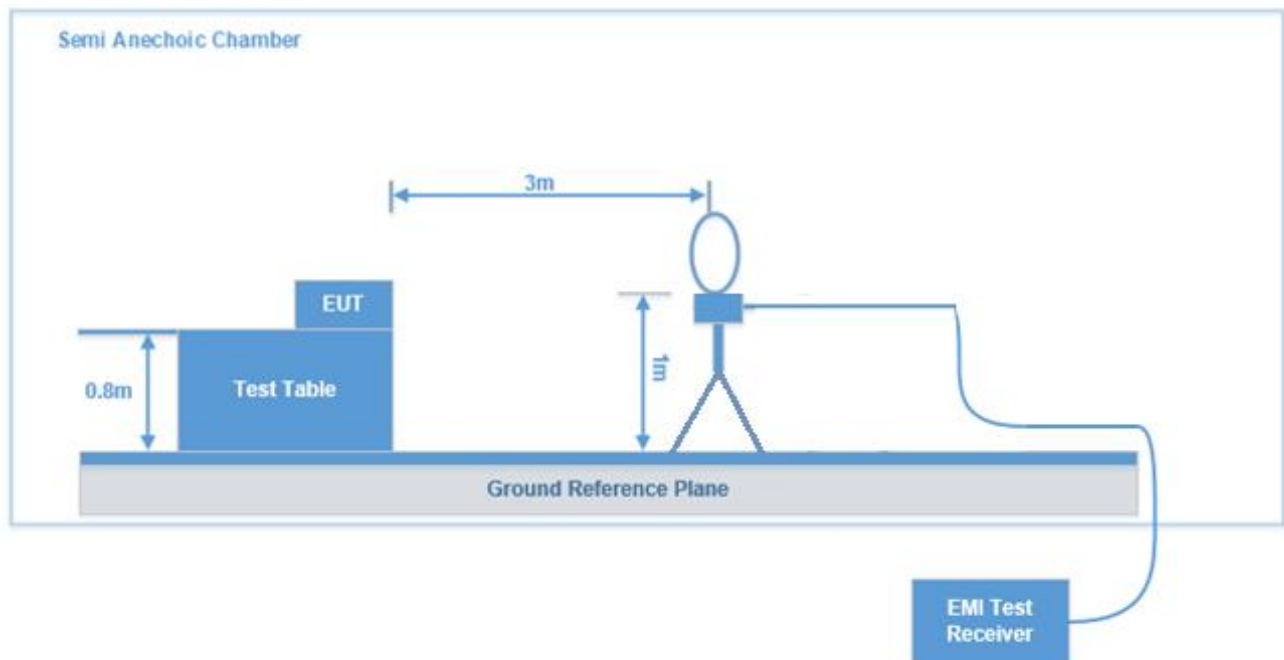 Semi Anechoic Chamber
3m
EUT
0.8m
Test Table
1m
Ground Reference Plane
EMI Test
Receiver